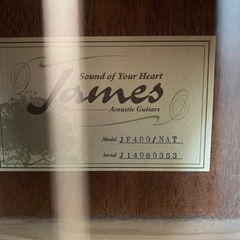 Sound of Your Heart
James
Acoustic Guitars
Model JF400/NAT
Serial J14080353